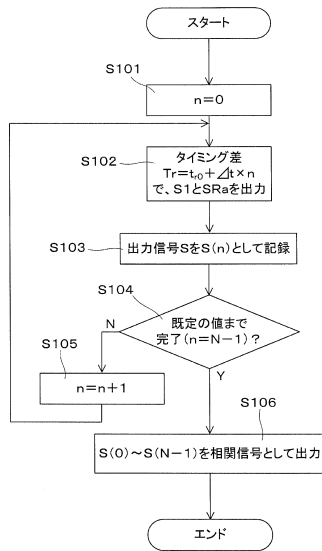 スタート
S101
n=0
S102
タイミング差
Tr=tr0+⊿t×n
で、S1とSRaを出力
S103
出力信号SをS(n)として記録
S104
既定の値まで
完了(n=N-1)?
N
Y
S105
n=n+1
S106
S(0)~S(N-1)を相関信号として出力
エンド